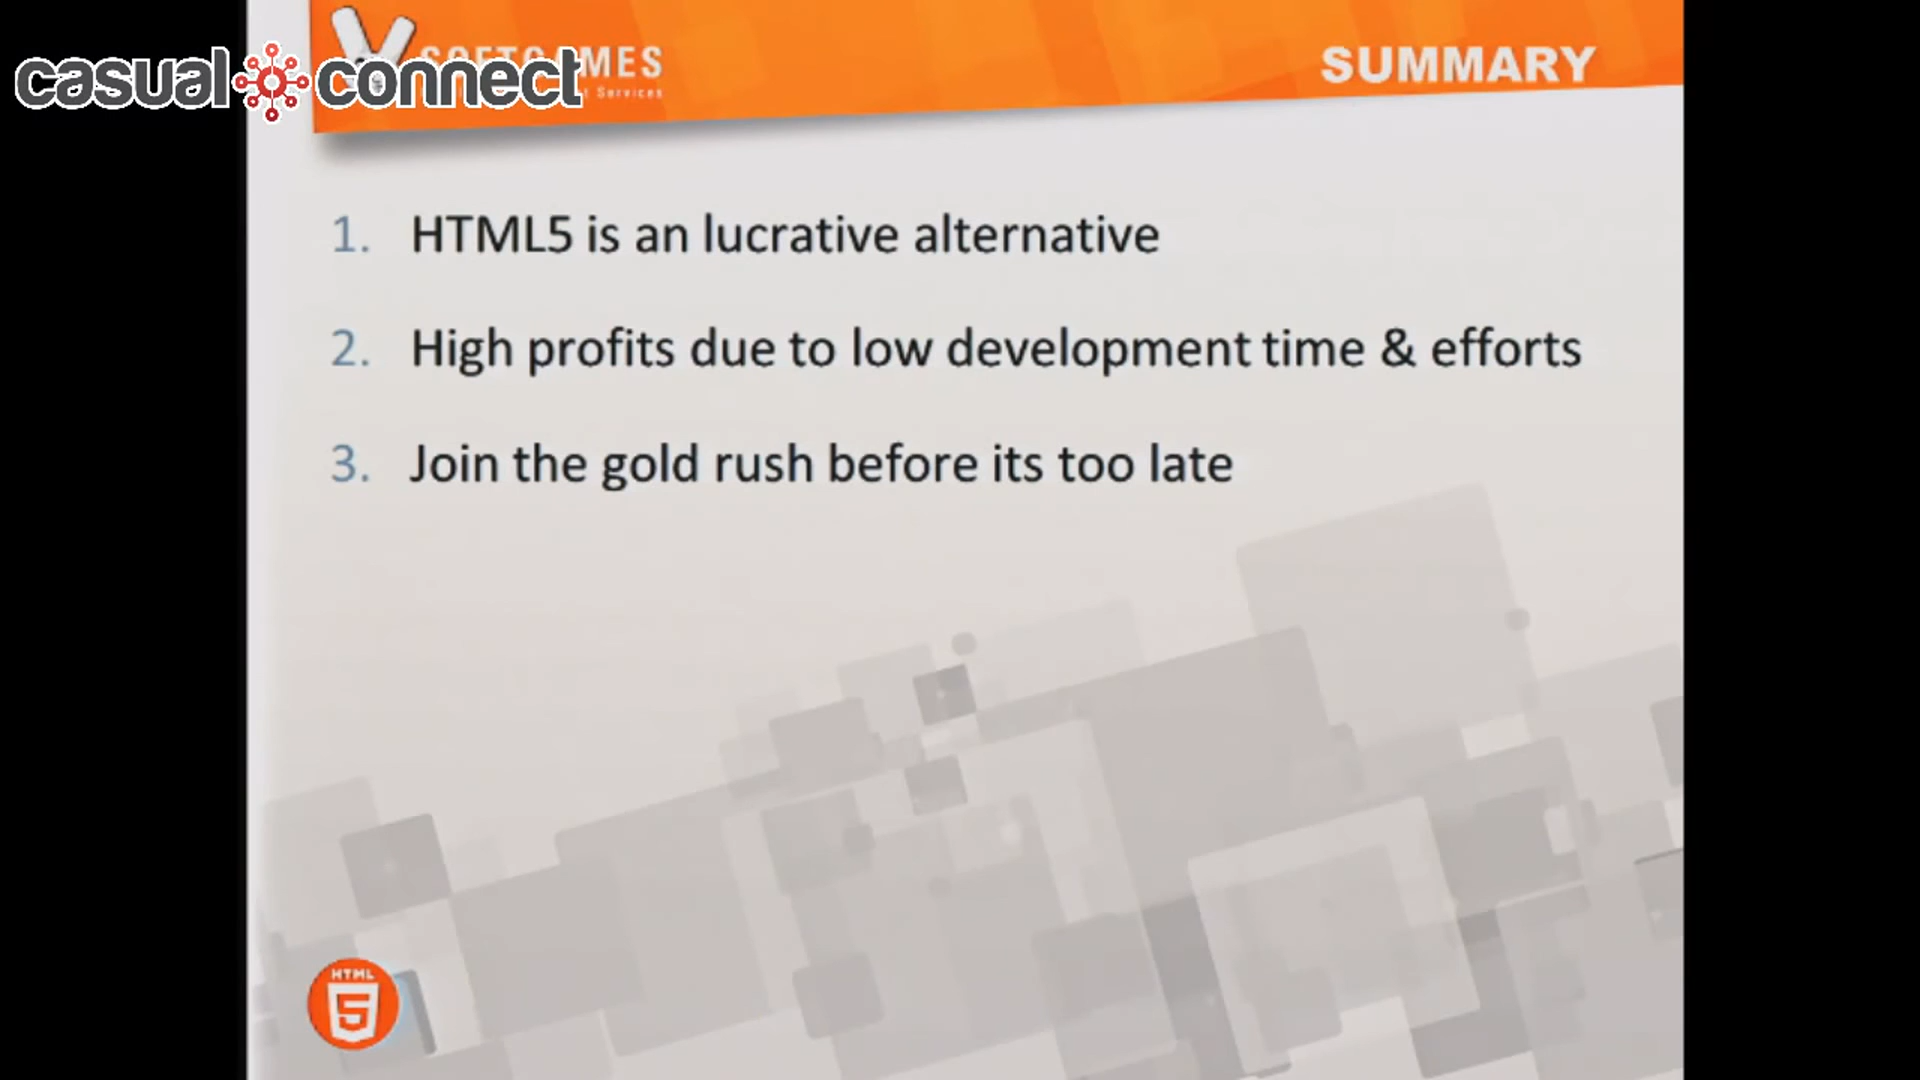 casual connect
SOFTGAMES
Services
SUMMARY
1. HTML5 is an lucrative alternative
2. High profits due to low development time & efforts
3. Join the gold rush before its too late
HTML
5